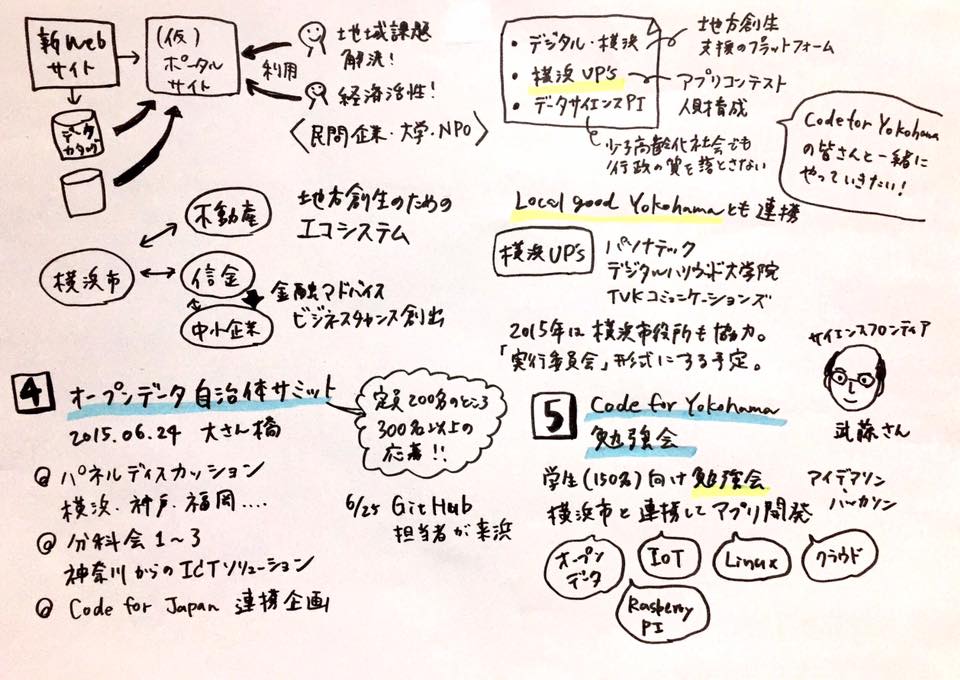 新Web
サイト
(仮)
ポータル
サイト
利用
地域課題
解決!
経済活性!
〈民間企業・大学・NPO〉
データ
カタログ
地方創生のための
エコシステム
不動産
横浜市
信金
中小企業
金融アドバイス
ビジネスチャンス創出
・デジタル・横浜
・横浜UP's
・データサイエンスPI
地方創生
支援のプラットフォーム
アプリコンテスト
人財育成
少子高齢化社会でも
行政の質を落とさない
Code for Yokohama
の皆さんと一緒に
やっていきたい!
Local good Yokohamaとも連携
横浜UP's
パソナテック
デジタルハリウッド大学院
TVKコミュニケーションズ
2015年は横浜市役所も協力。
「実行委員会」形式にする予定。
4 オープンデータ自治体サミット
2015.06.24 大さん橋
定員200名のところ
300名以上の
応募!!
@ パネルディスカッション
横浜・神戸・福岡....
@ 分科会1〜3
神奈川からのICTソリューション
@ Code for Japan 連携企画
6/25 GitHub
担当者が来浜
5 Code for Yokohama
勉強会
サイエンスフロンティア
武藤さん
学生(150名)向け勉強会
アイデアソン
ハッカソン
横浜市と連携してアプリ開発
オープン
データ
IoT
Linux
クラウド
Raspberry
PI